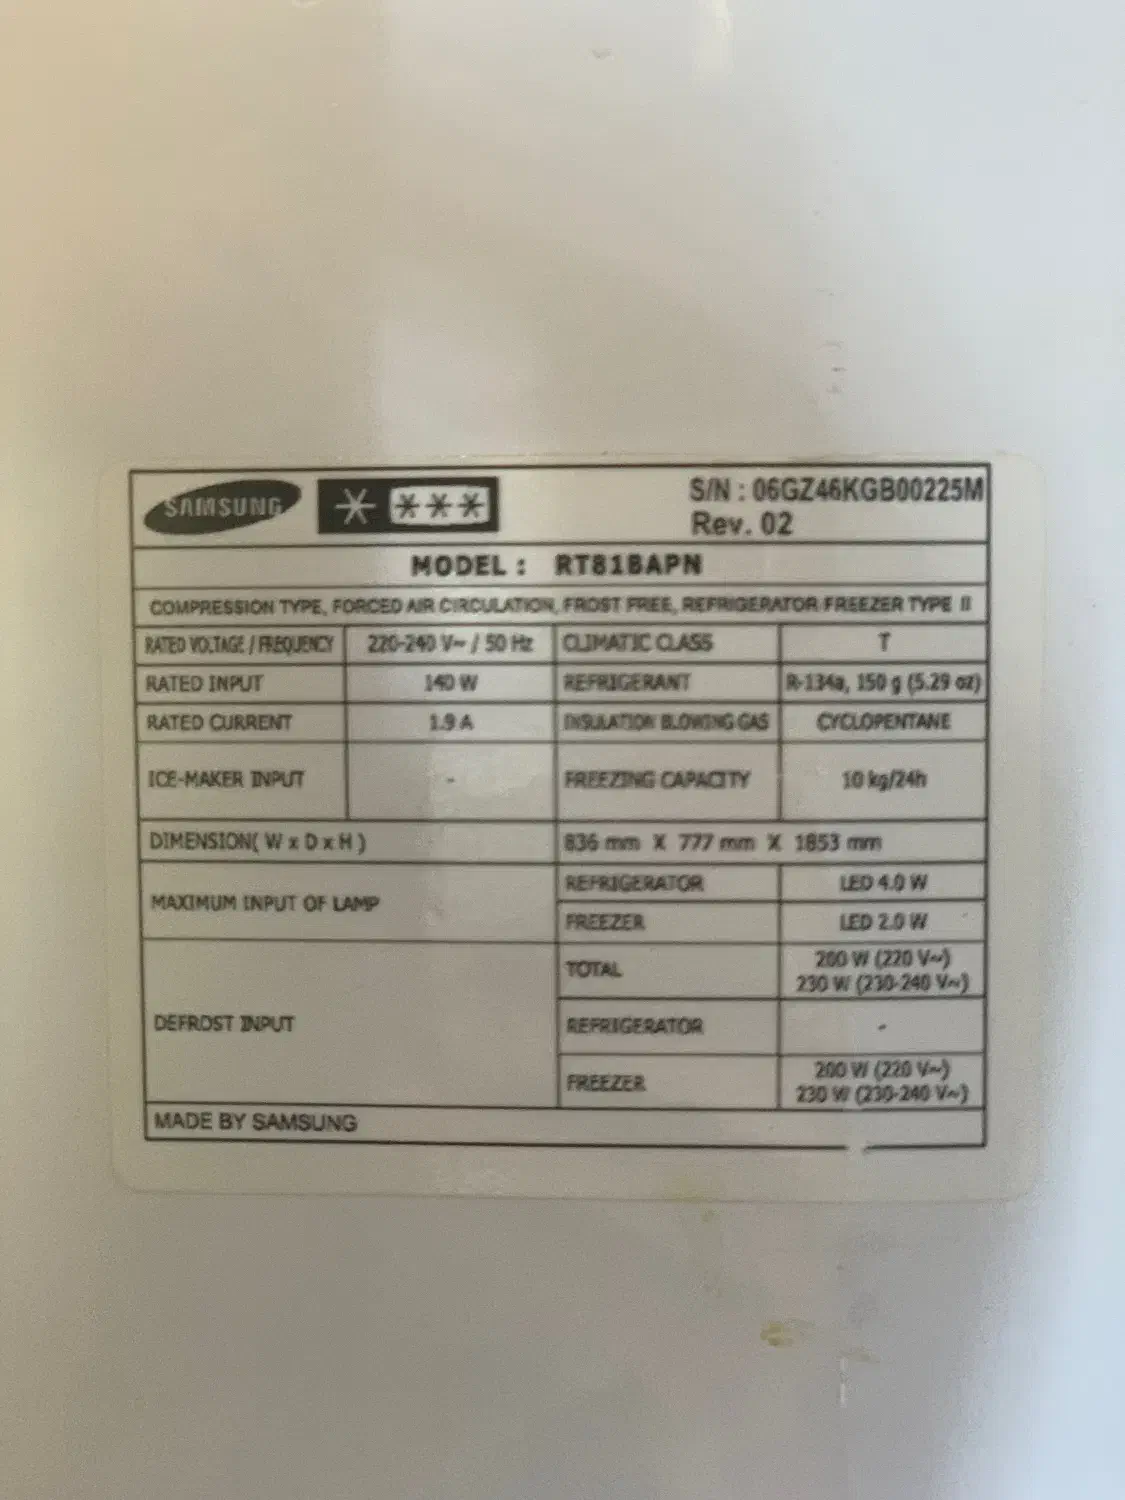 SAMSUNG
S/N : 06GZ46KGB00225M
Rev. 02
MODEL : RT81BAPN
COMPRESSION TYPE, FORCED AIR CIRCULATION, FROST FREE, REFRIGERATOR FREEZER TYPE II
RATED VOLTAGE / FREQUENCY 220-240 V~ / 50 Hz CLIMATIC CLASS T
RATED INPUT 140 W REFRIGERANT R-134a, 150 g (5.29 oz)
RATED CURRENT 1.9 A INSULATION BLOWING GAS CYCLOPENTANE
ICE-MAKER INPUT - FREEZING CAPACITY 10 kg/24h
DIMENSION( W x D x H ) 836 mm X 777 mm X 1853 mm
MAXIMUM INPUT OF LAMP
REFRIGERATOR LED 4.0 W
FREEZER LED 2.0 W
DEFROST INPUT
TOTAL 200 W (220 V~)
230 W (230-240 V~)
REFRIGERATOR -
FREEZER 200 W (220 V~)
230 W (230-240 V~)
MADE BY SAMSUNG